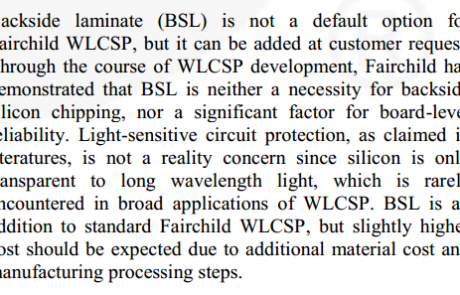 ackside laminate (BSL) is not a default option fo
airchild WLCSP, but it can be added at customer reques
hrough the course of WLCSP development, Fairchild ha
emonstrated that BSL is neither a necessity for backsid
ilicon chipping, nor a significant factor for board-leve
eliability. Light-sensitive circuit protection, as claimed i
teratures, is not a reality concern since silicon is onl
ansparent to long wavelength light, which is rarel
ncountered in broad applications of WLCSP. BSL is a
ddition to standard Fairchild WLCSP, but slightly highe
ost should be expected due to additional material cost an
nanufacturing processing steps.